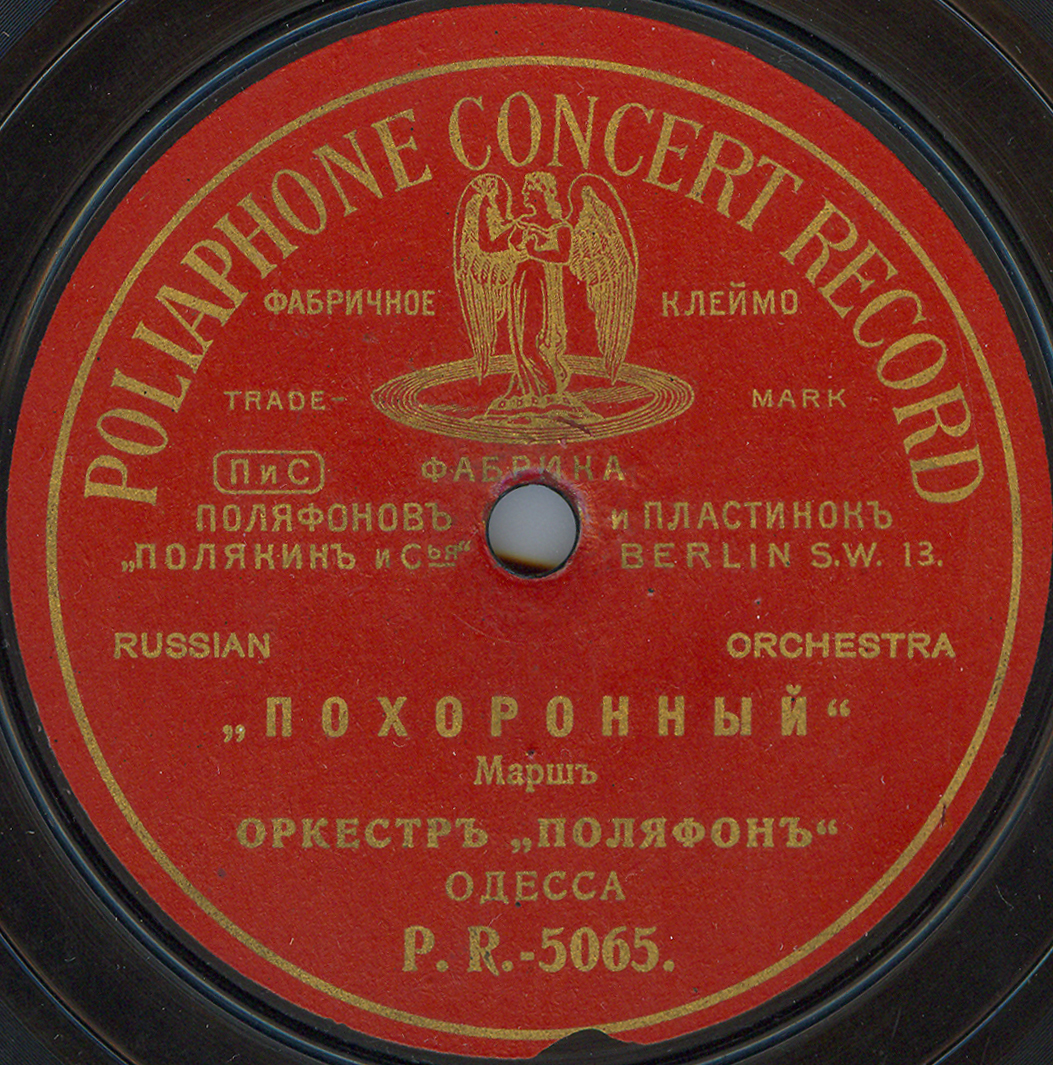 POLIAPHONE CONCERT RECORD
ФАБРИЧНОЕ КЛЕЙМО
TRADE- MARK
ПиС ФАБРИКА
ПОЛЯФОНОВЪ и ПЛАСТИНОКЪ
„ПОЛЯКИНЪ и Сья“ BERLIN S.W. 13.
RUSSIAN ORCHESTRA
„ПОХОРОННЫЙ“
Маршъ
ОРКЕСТРЪ „ПОЛЯФОНЪ“
ОДЕССА
P. R.-5065.